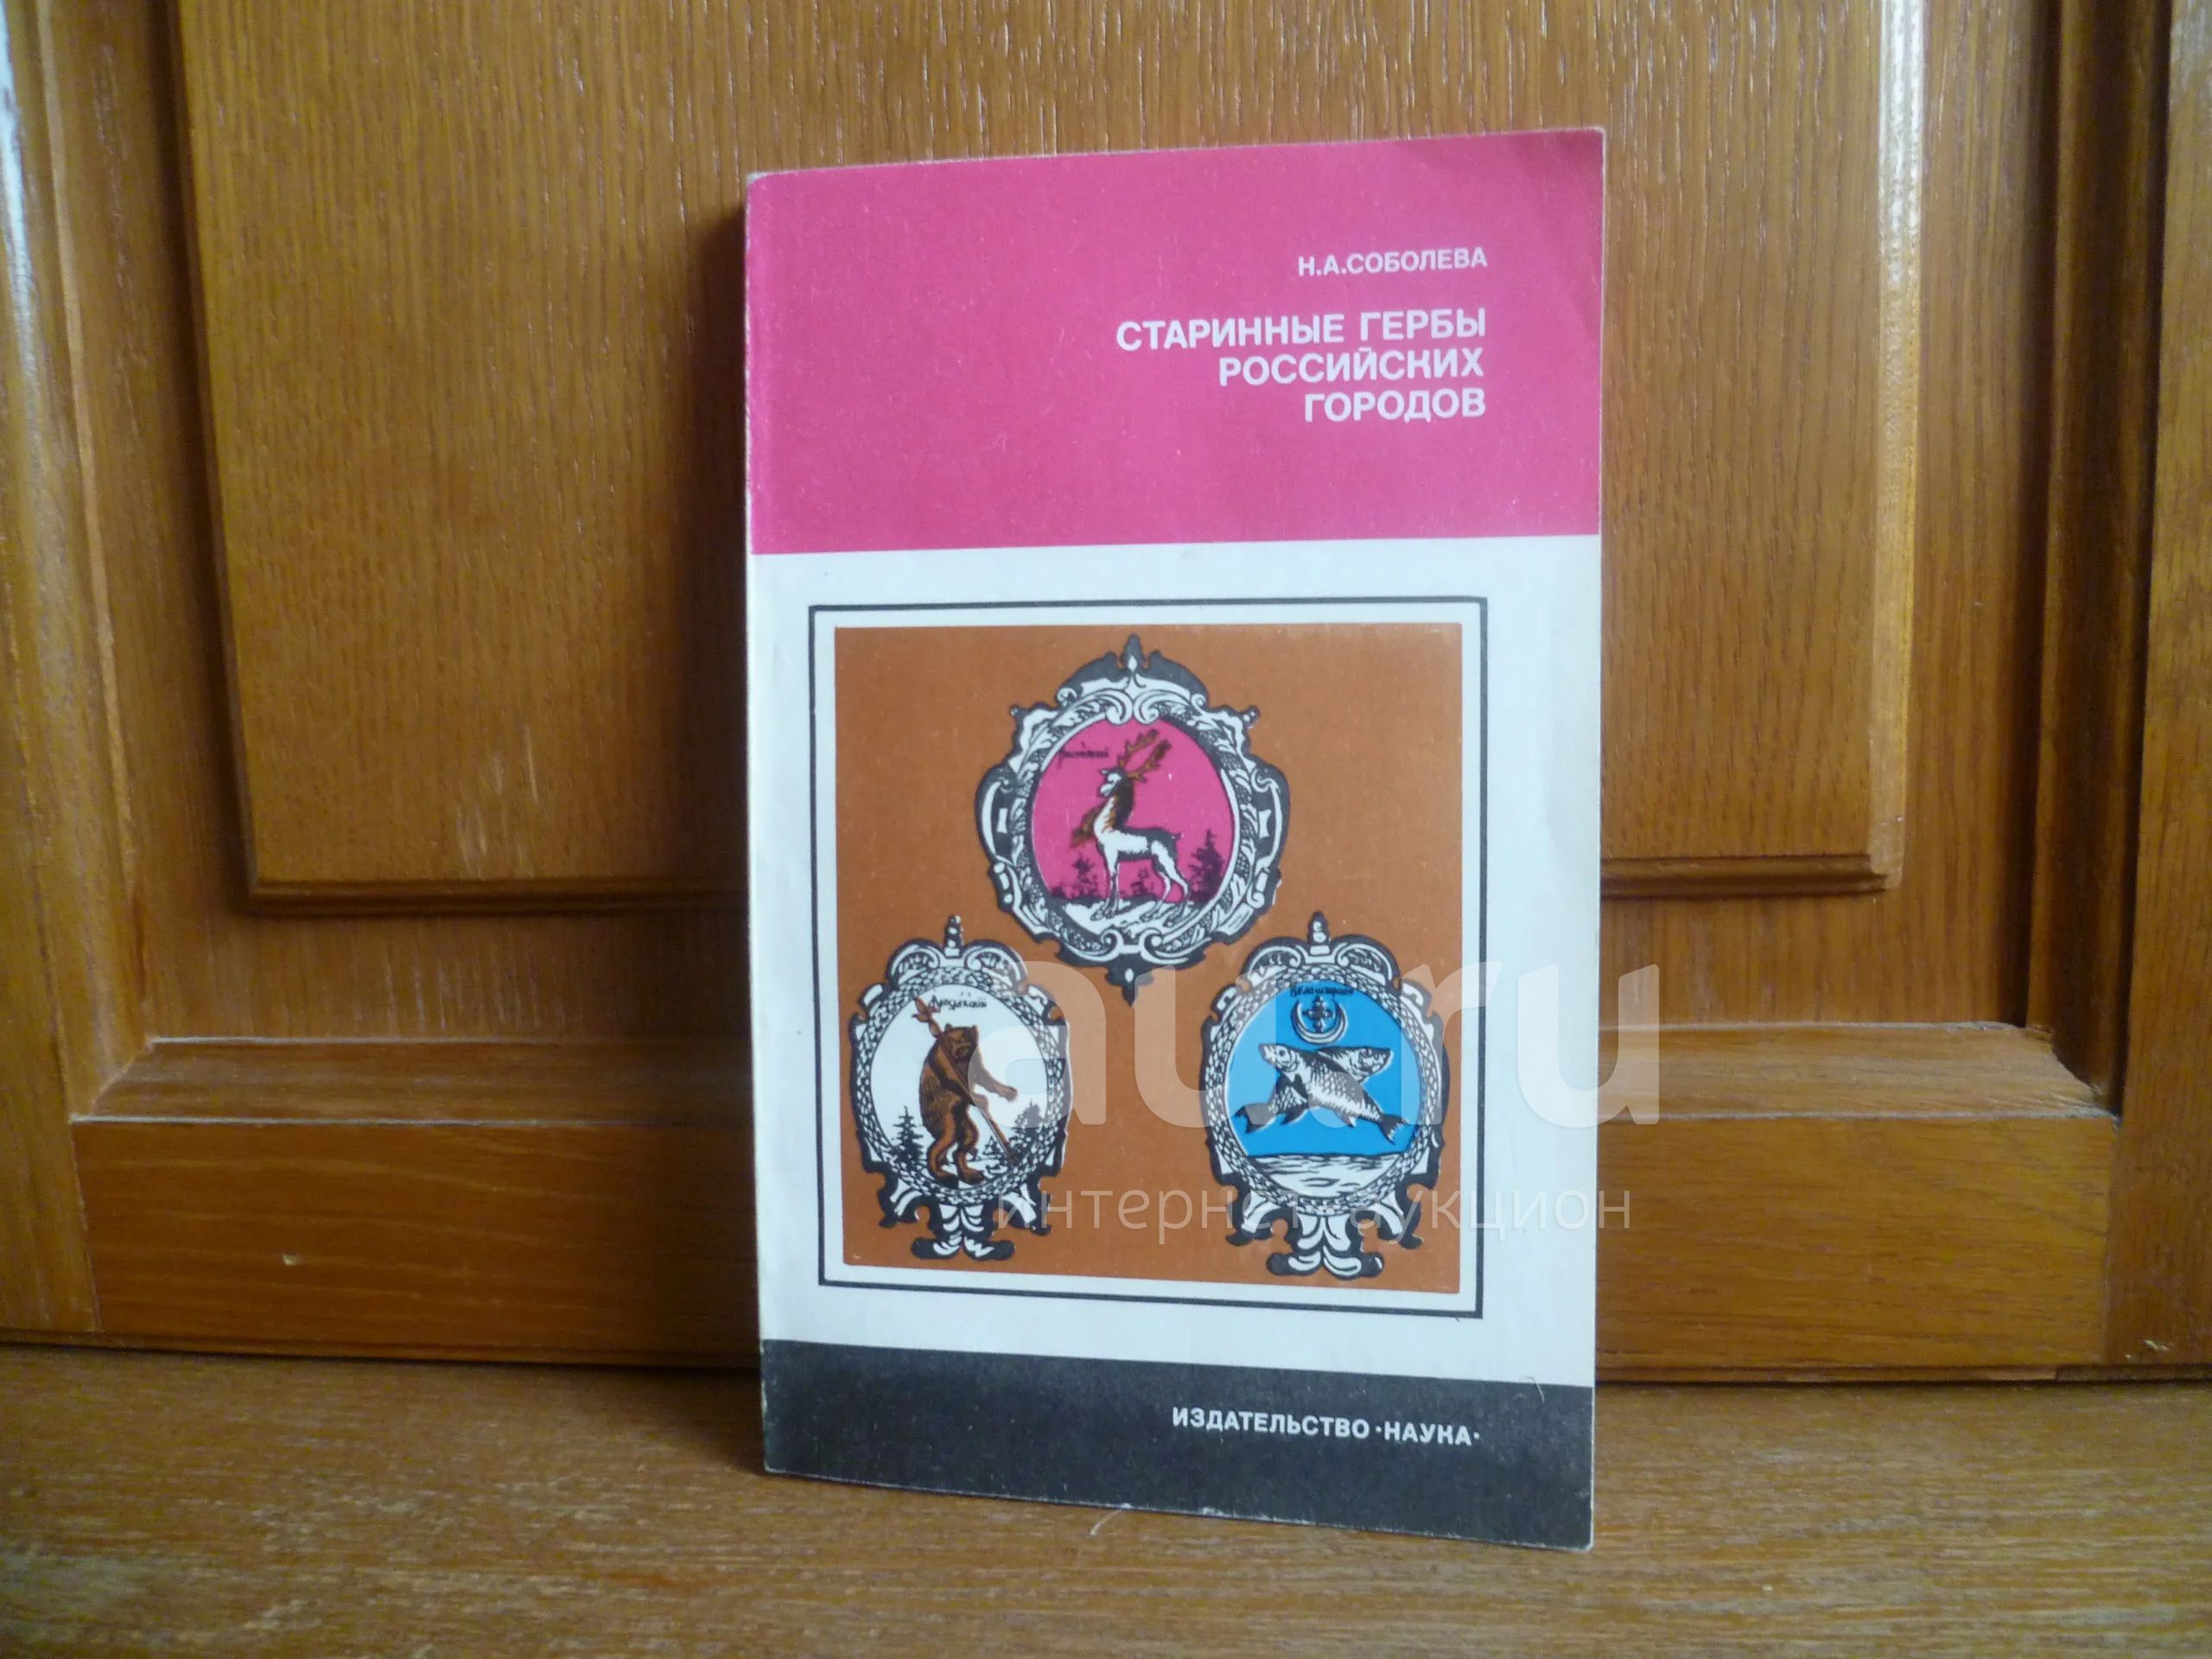 Н.А.СОБОЛЕВА
СТАРИННЫЕ ГЕРБЫ
РОССИЙСКИХ
ГОРОДОВ
au.ru
интернет-аукцион
ИЗДАТЕЛЬСТВО·НАУКА·